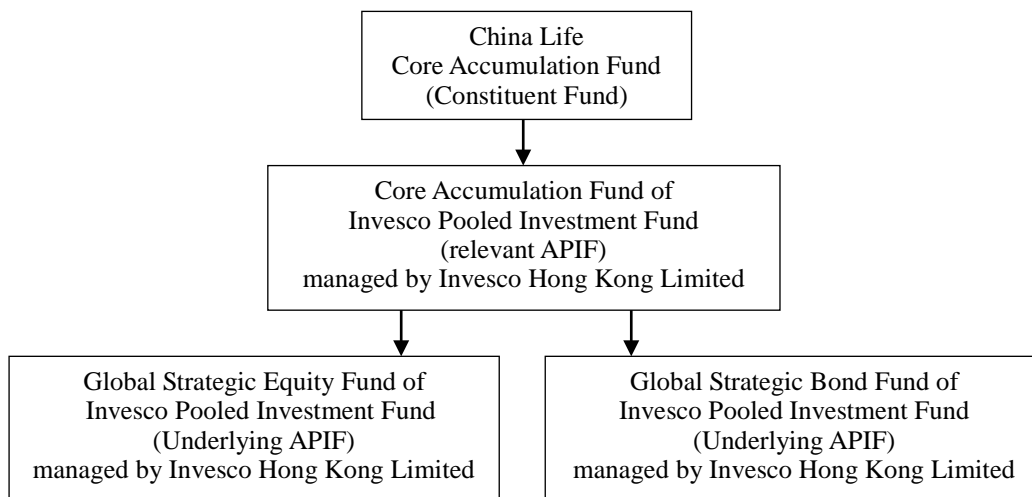 China Life
Core Accumulation Fund
(Constituent Fund)
Core Accumulation Fund of
Invesco Pooled Investment Fund
(relevant APIF)
managed by Invesco Hong Kong Limited
Global Strategic Equity Fund of
Invesco Pooled Investment Fund
(Underlying APIF)
managed by Invesco Hong Kong Limited
Global Strategic Bond Fund of
Invesco Pooled Investment Fund
(Underlying APIF)
managed by Invesco Hong Kong Limited